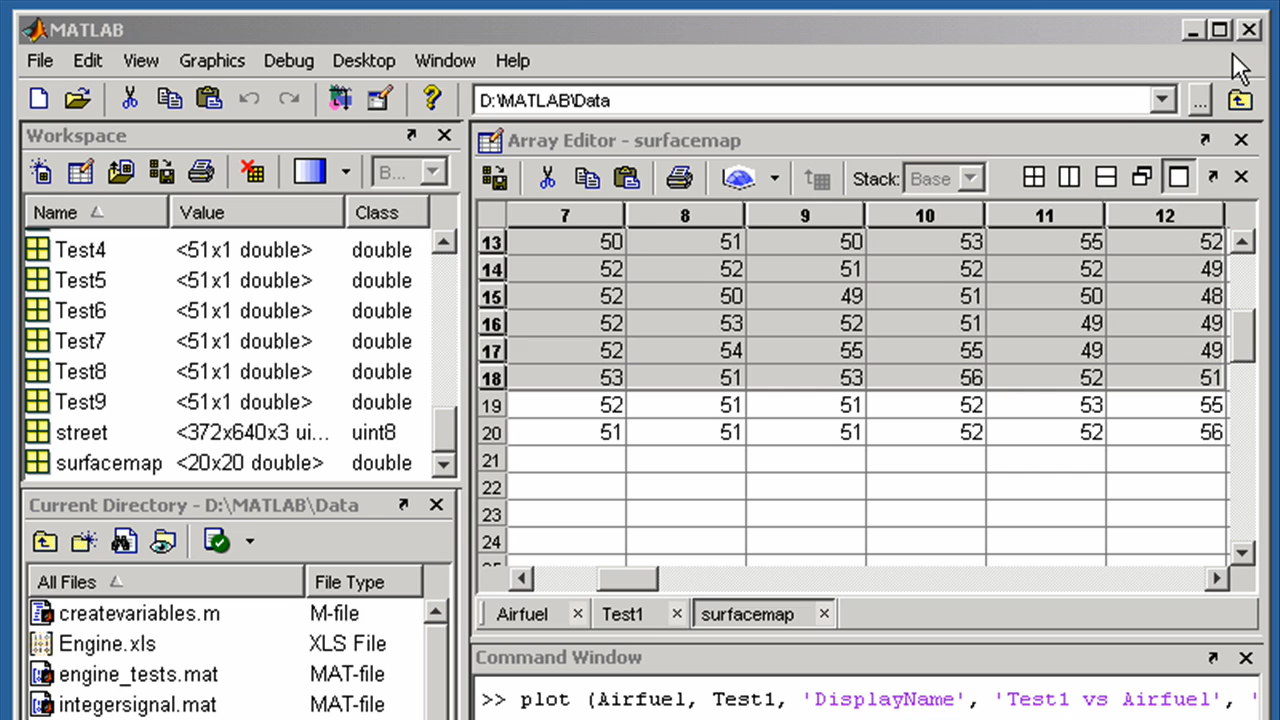 MATLAB
File Edit View Graphics Debug Desktop Window Help
D:\MATLAB\Data ...
Workspace
B...
Name Value Class
Test4 <51x1 double> double
Test5 <51x1 double> double
Test6 <51x1 double> double
Test7 <51x1 double> double
Test8 <51x1 double> double
Test9 <51x1 double> double
street <372x640x3 ui... uint8
surfacemap <20x20 double> double
Current Directory - D:\MATLAB\Data
All Files File Type
createvariables.m M-file
Engine.xls XLS File
engine_tests.mat MAT-file
integersignal.mat MAT-file
Array Editor - surfacemap
Stack: Base
7 8 9 10 11 12
13 50 51 50 53 55 52
14 52 52 51 52 52 49
15 52 50 49 51 50 48
16 52 53 52 51 49 49
17 52 54 55 55 49 49
18 53 51 53 56 52 51
19 52 51 51 52 53 55
20 51 51 51 52 52 56
21
22
23
24
Airfuel Test1 surfacemap
Command Window
>> plot (Airfuel, Test1, 'DisplayName', 'Test1 vs Airfuel', '